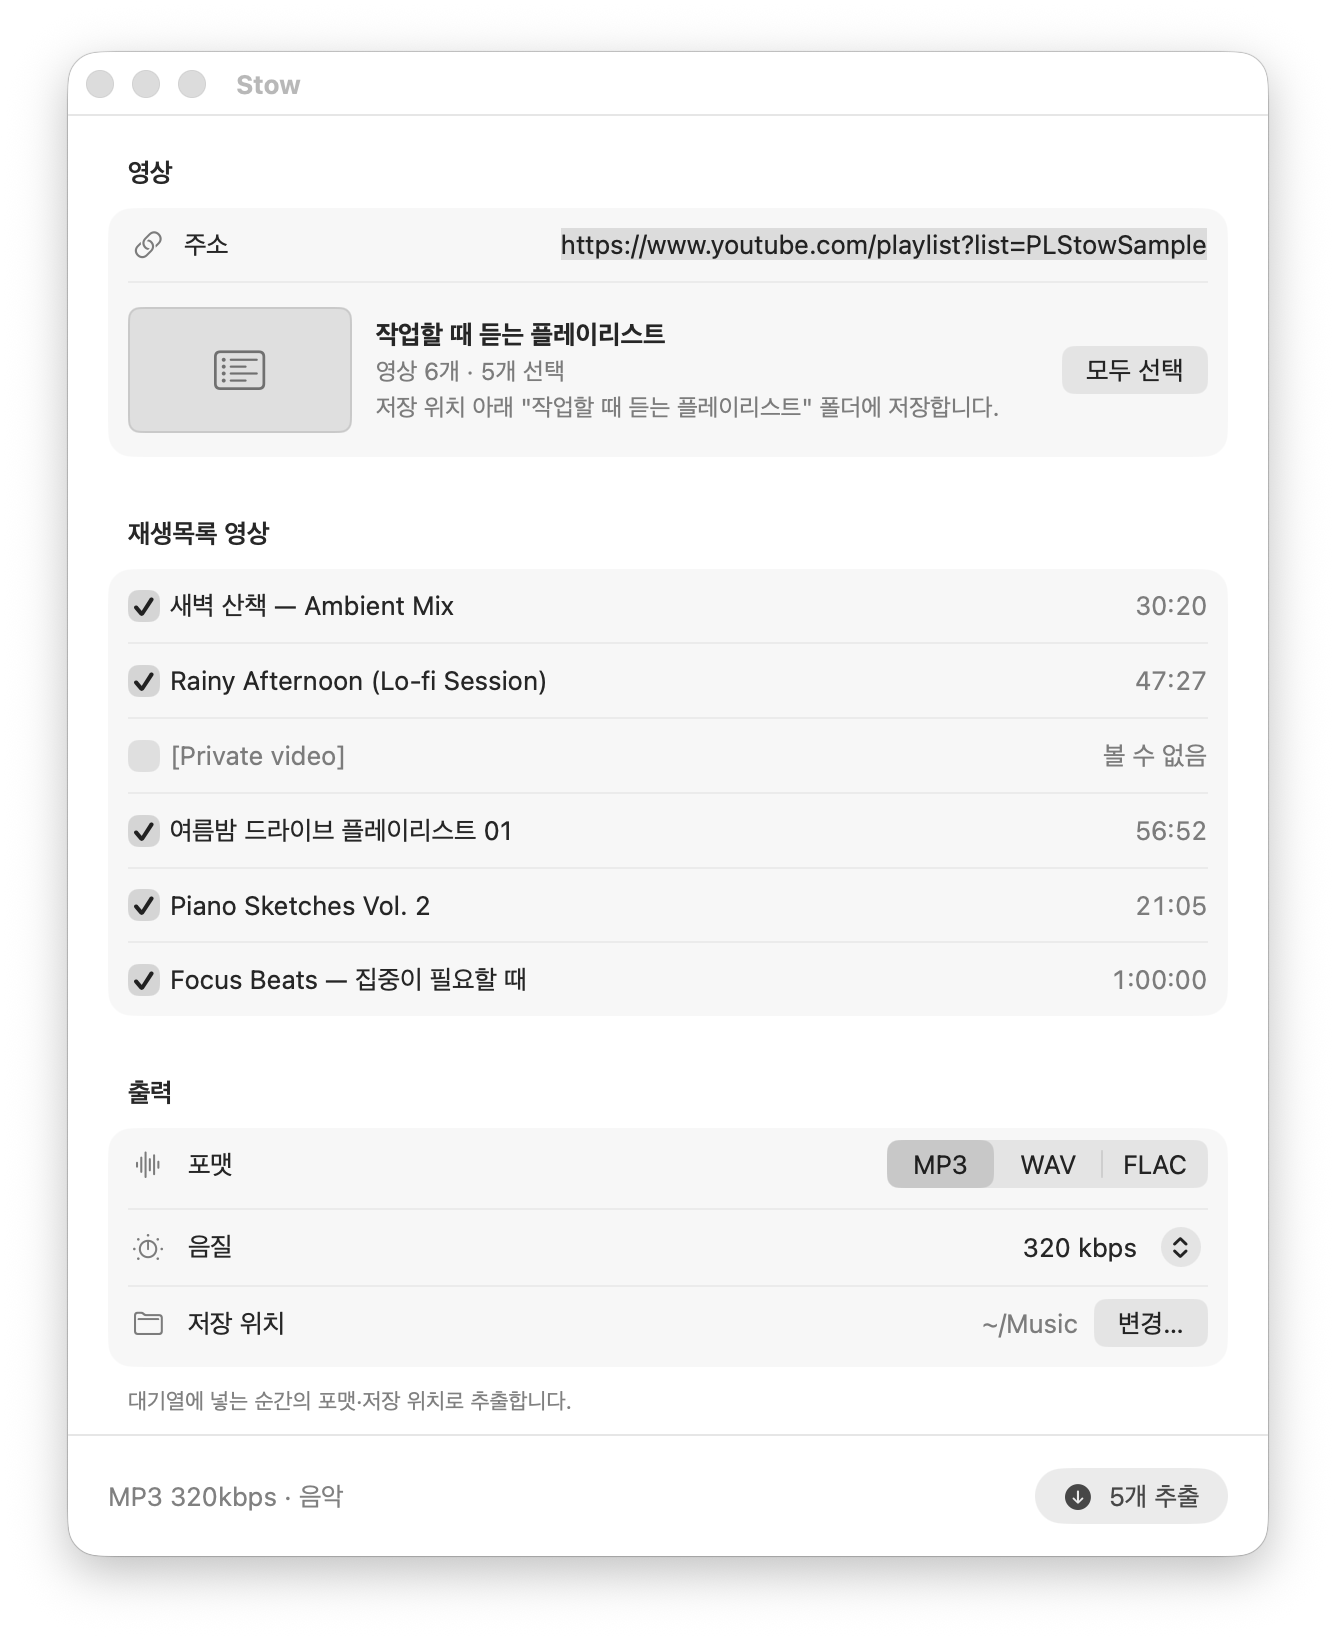 Stow
영상
주소 https://www.youtube.com/playlist?list=PLStowSample
작업할 때 듣는 플레이리스트
영상 6개 · 5개 선택
모두 선택
저장 위치 아래 "작업할 때 듣는 플레이리스트" 폴더에 저장합니다.
재생목록 영상
새벽 산책 — Ambient Mix 30:20
Rainy Afternoon (Lo-fi Session) 47:27
[Private video] 볼 수 없음
여름밤 드라이브 플레이리스트 01 56:52
Piano Sketches Vol. 2 21:05
Focus Beats — 집중이 필요할 때 1:00:00
출력
포맷 MP3 WAV FLAC
음질 320 kbps
저장 위치 ~/Music 변경...
대기열에 넣는 순간의 포맷·저장 위치로 추출합니다.
MP3 320kbps · 음악 5개 추출